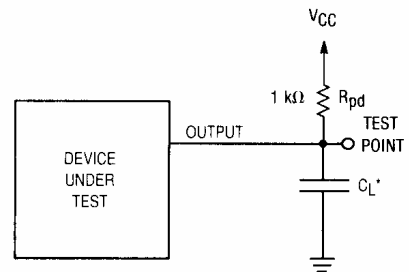 VCC
1 kΩ Rpd
TEST
POINT
OUTPUT
DEVICE
UNDER
TEST
CL*